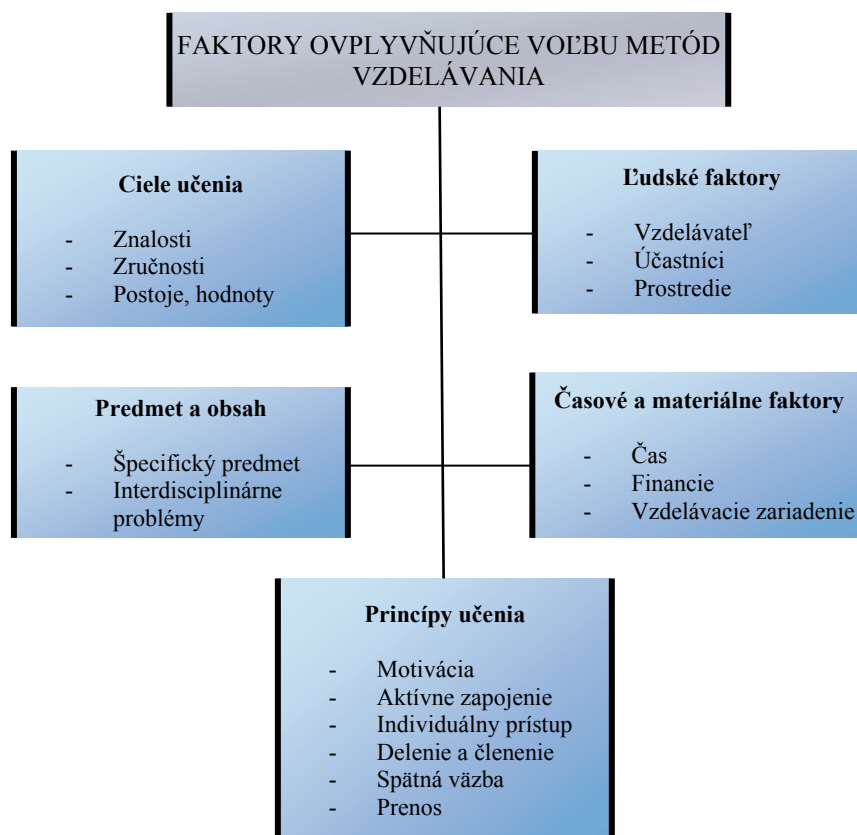 FAKTORY OVPLYVŇUJÚCE VOĽBU METÓD
VZDELÁVANIA
Ciele učenia
- Znalosti
- Zručnosti
- Postoje, hodnoty
Ľudské faktory
- Vzdelávateľ
- Účastníci
- Prostredie
Predmet a obsah
- Špecifický predmet
- Interdisciplinárne
problémy
Časové a materiálne faktory
- Čas
- Financie
- Vzdelávacie zariadenie
Princípy učenia
- Motivácia
- Aktívne zapojenie
- Individuálny prístup
- Delenie a členenie
- Spätná väzba
- Prenos